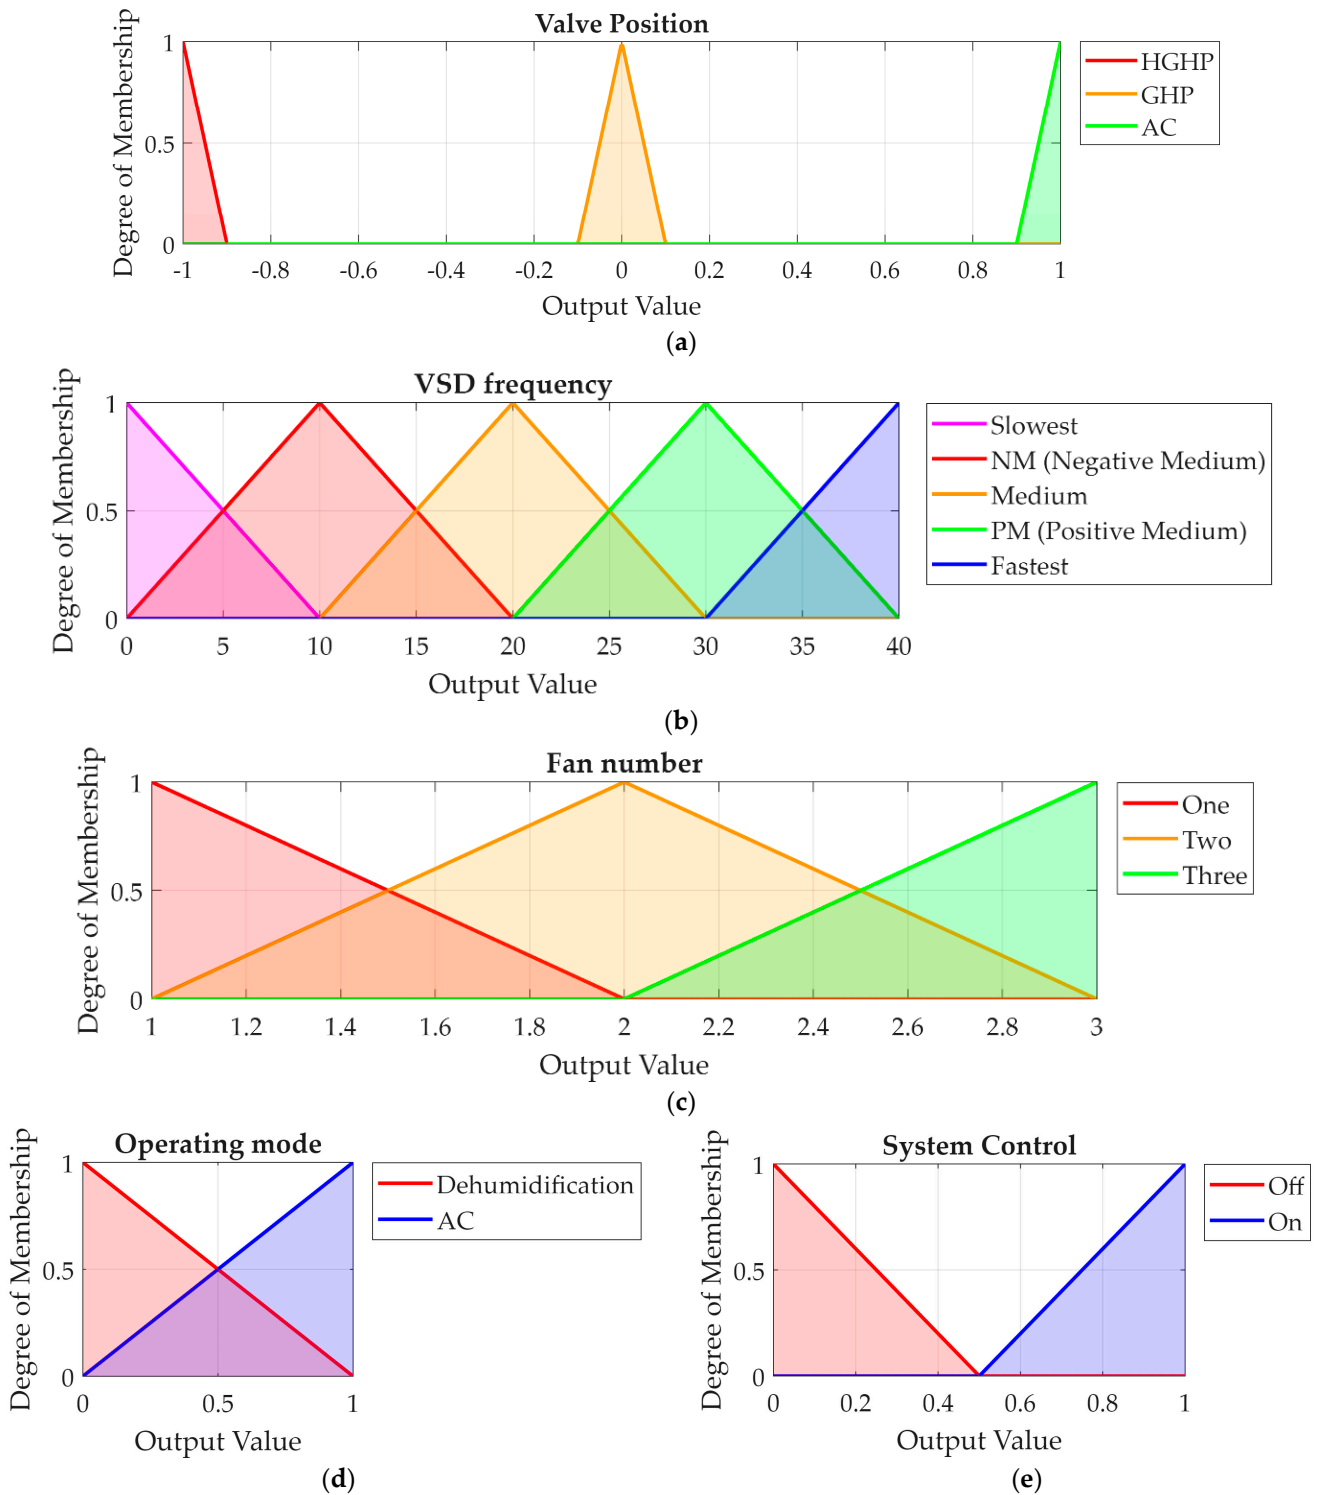 Valve Position
Degree of Membership
1
0.5
0
-1 -0.8 -0.6 -0.4 -0.2 0 0.2 0.4 0.6 0.8 1
Output Value
HGHP
GHP
AC
(a)
VSD frequency
Degree of Membership
1
0.5
0
0 5 10 15 20 25 30 35 40
Output Value
Slowest
NM (Negative Medium)
Medium
PM (Positive Medium)
Fastest
(b)
Fan number
Degree of Membership
1
0.5
0
1 1.2 1.4 1.6 1.8 2 2.2 2.4 2.6 2.8 3
Output Value
One
Two
Three
(c)
Operating mode
Degree of Membership
1
0.5
0
0 0.5 1
Output Value
Dehumidification
AC
(d)
System Control
Degree of Membership
1
0.5
0
0 0.2 0.4 0.6 0.8 1
Output Value
Off
On
(e)